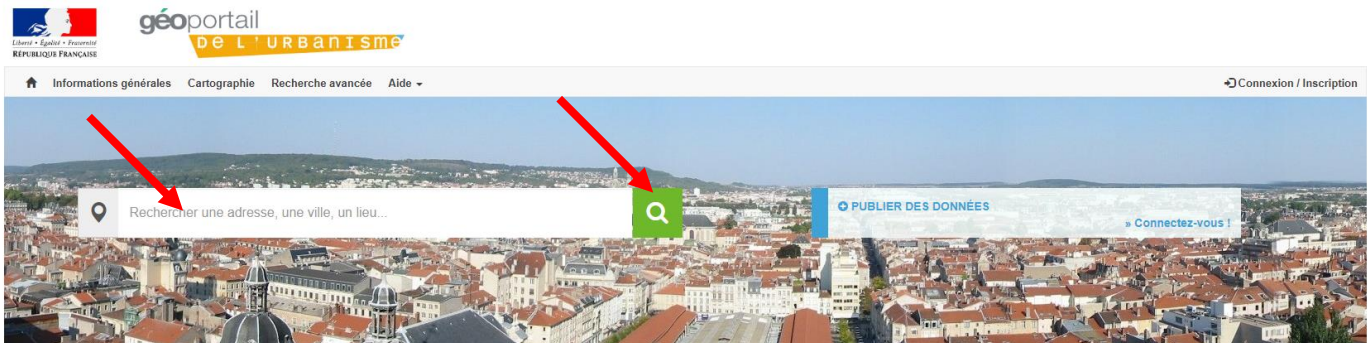 géoportail
De L'URBanIsme
Liberté • Égalité • Fraternité
RÉPUBLIQUE FRANÇAISE
Informations générales Cartographie Recherche avancée Aide
Connexion / Inscription
Rechercher une adresse, une ville, un lieu...
PUBLIER DES DONNÉES
» Connectez-vous !